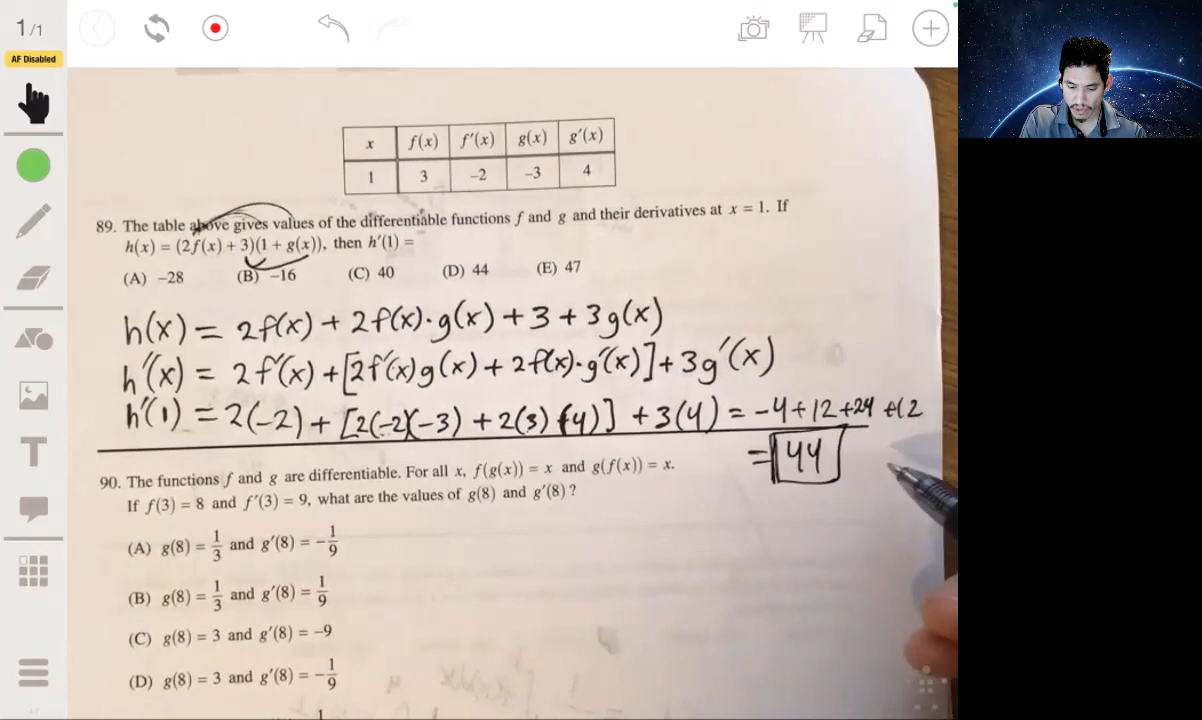 1/1
AF Disabled
x f(x) f′(x) g(x) g′(x)
1 3 −2 −3 4
89. The table above gives values of the differentiable functions f and g and their derivatives at x = 1. If
h(x) = (2f(x) + 3)(1 + g(x)), then h′(1) =
(A) −28 (B) −16 (C) 40 (D) 44 (E) 47
h(x) = 2f(x) + 2f(x)·g(x) + 3 + 3g(x)
h′(x) = 2f′(x) + [2f′(x)g(x) + 2f(x)·g′(x)] + 3g′(x)
h′(1) = 2(-2) + [2(-2)(-3) + 2(3)(4)] + 3(4) = -4+12+24+12
= 44
90. The functions f and g are differentiable. For all x, f(g(x)) = x and g(f(x)) = x.
If f(3) = 8 and f′(3) = 9, what are the values of g(8) and g′(8) ?
(A) g(8) = 1/3 and g′(8) = −1/9
(B) g(8) = 1/3 and g′(8) = 1/9
(C) g(8) = 3 and g′(8) = −9
(D) g(8) = 3 and g′(8) = −1/9
1
T